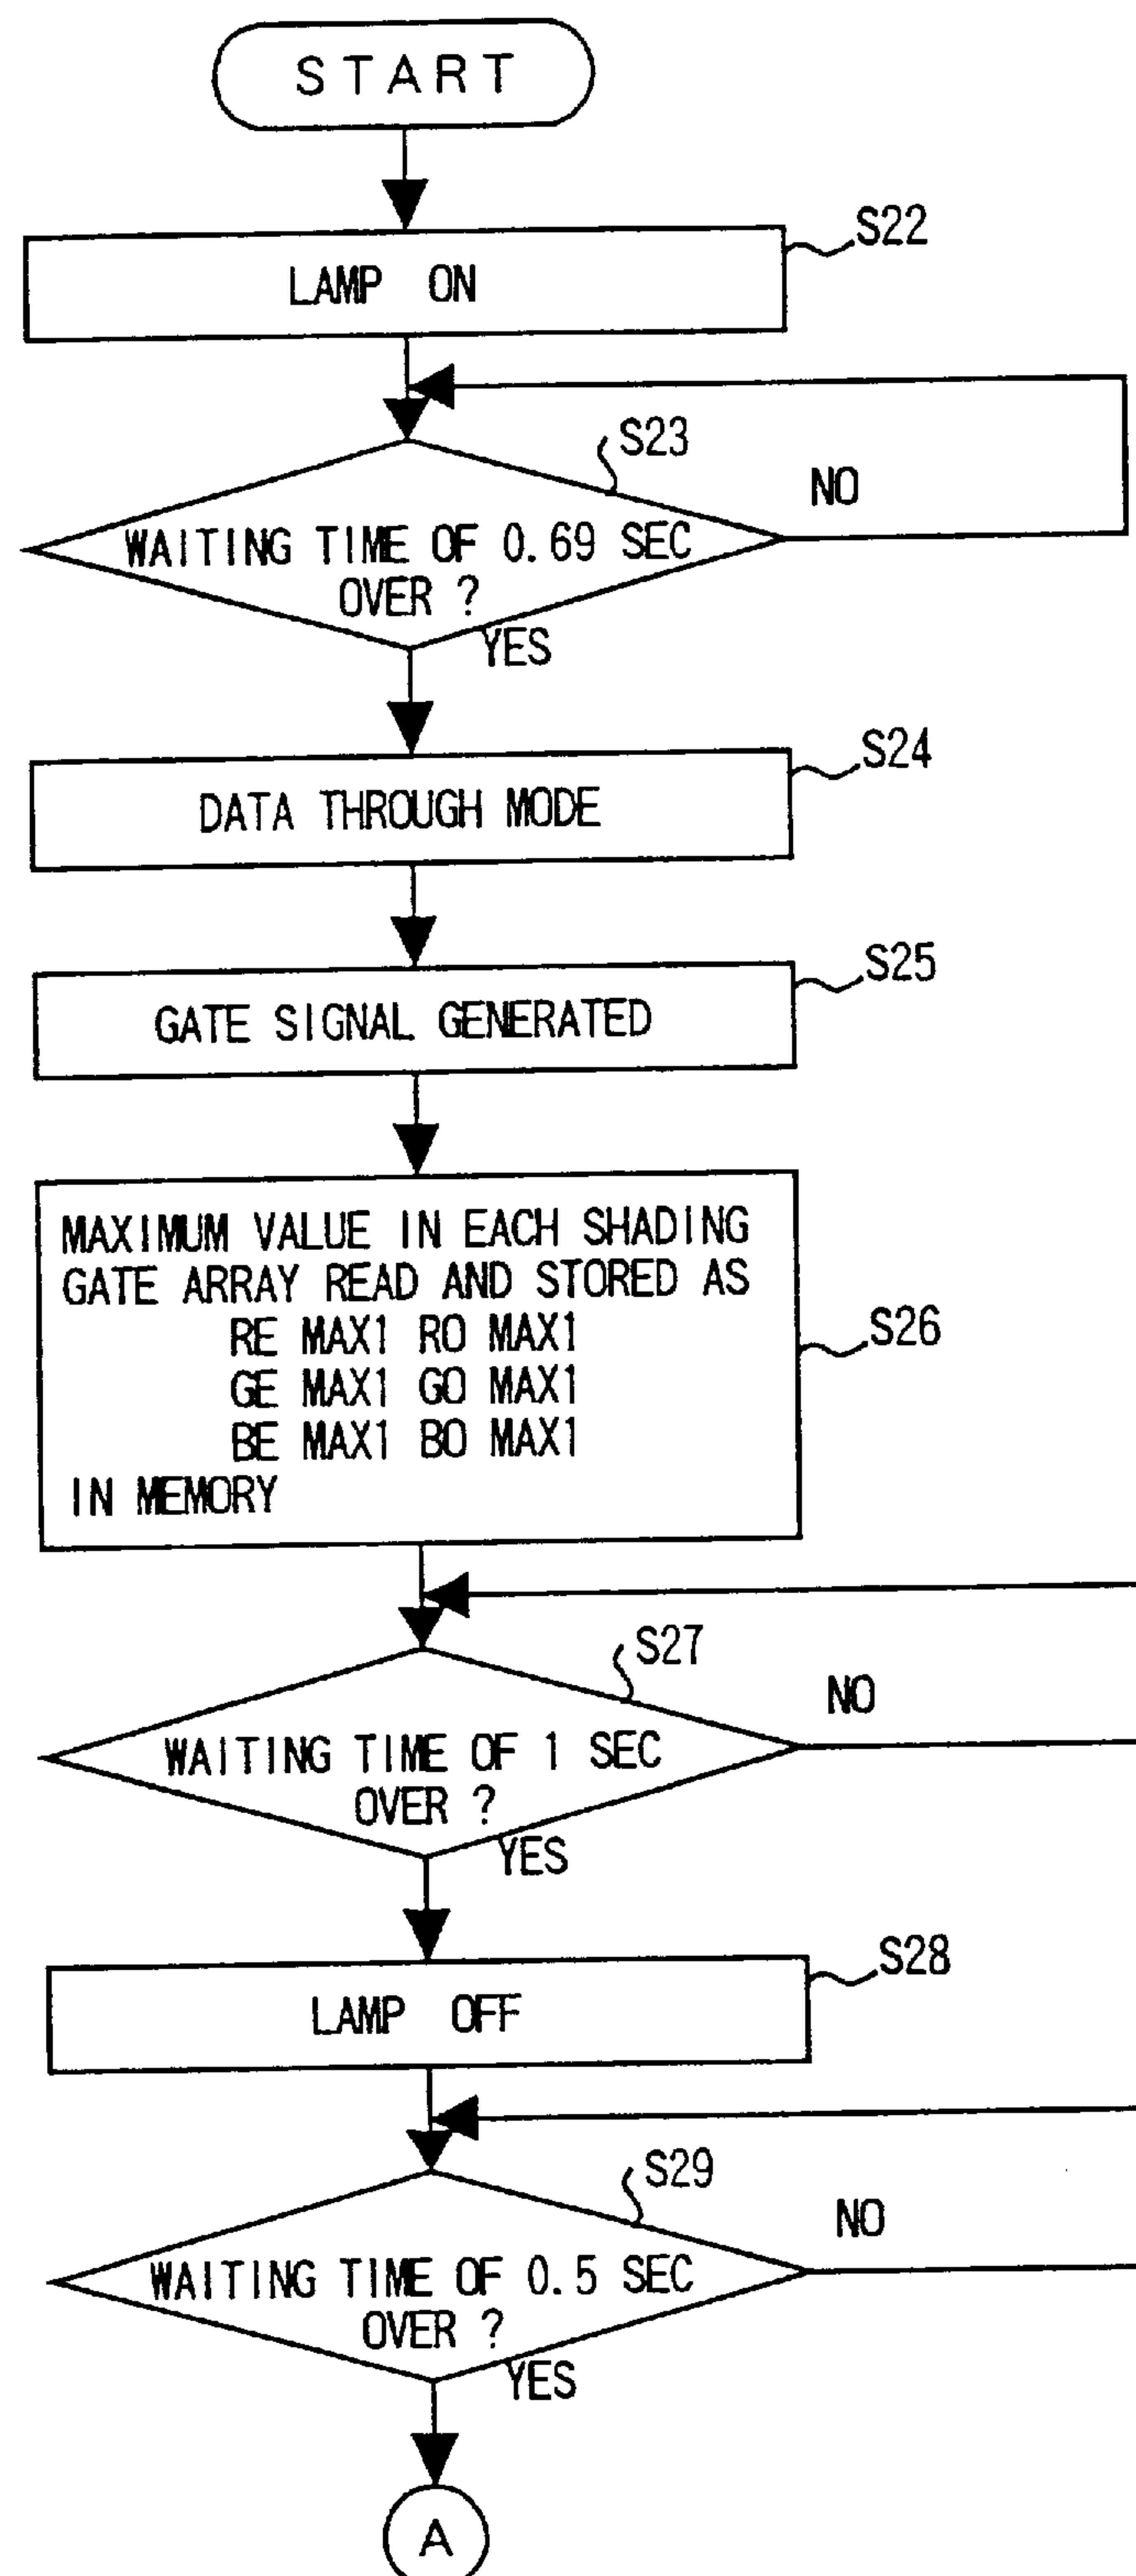 START
S22
LAMP ON
S23
NO
WAITING TIME OF 0.69 SEC
OVER ?
YES
S24
DATA THROUGH MODE
S25
GATE SIGNAL GENERATED
MAXIMUM VALUE IN EACH SHADING
GATE ARRAY READ AND STORED AS
RE MAX1 RO MAX1
GE MAX1 GO MAX1
BE MAX1 BO MAX1
IN MEMORY
S26
S27
NO
WAITING TIME OF 1 SEC
OVER ?
YES
S28
LAMP OFF
S29
NO
WAITING TIME OF 0.5 SEC
OVER ?
YES
A